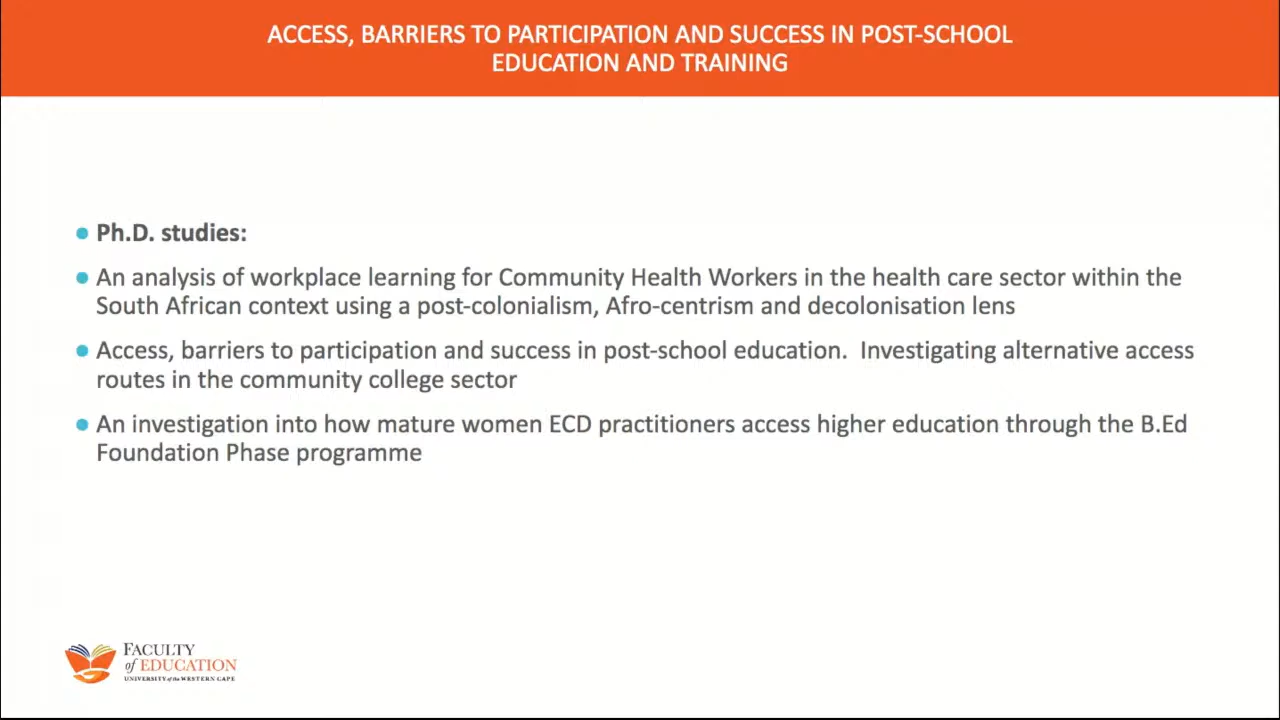 ACCESS, BARRIERS TO PARTICIPATION AND SUCCESS IN POST-SCHOOL
EDUCATION AND TRAINING
Ph.D. studies:
An analysis of workplace learning for Community Health Workers in the health care sector within the
South African context using a post-colonialism, Afro-centrism and decolonisation lens
Access, barriers to participation and success in post-school education.  Investigating alternative access
routes in the community college sector
An investigation into how mature women ECD practitioners access higher education through the B.Ed
Foundation Phase programme
FACULTY
of EDUCATION
UNIVERSITY of the WESTERN CAPE